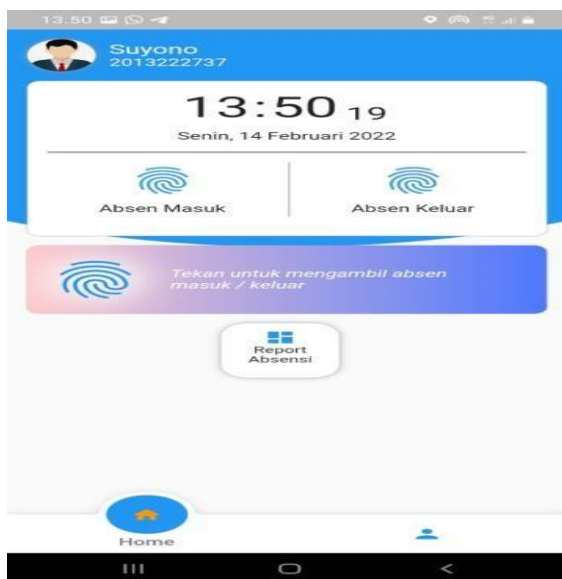 13.50
Suyono
2013222737
13:50 19
Senin, 14 Februari 2022
Absen Masuk
Absen Keluar
Tekan untuk mengambil absen
masuk / keluar
Report
Absensi
Home